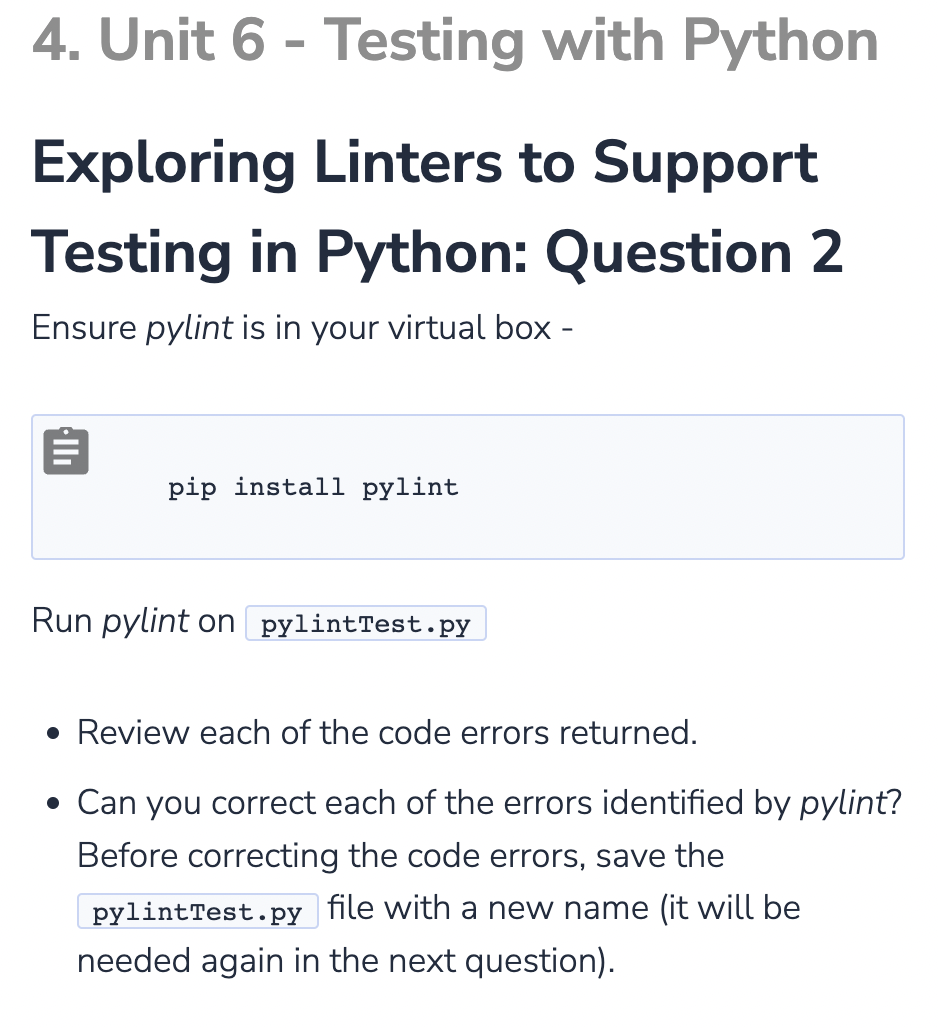 4. Unit 6 - Testing with Python
Exploring Linters to Support
Testing in Python: Question 2
Ensure pylint is in your virtual box -
pip install pylint
Run pylint on pylintTest.py
• Review each of the code errors returned.
• Can you correct each of the errors identified by pylint?
Before correcting the code errors, save the
pylintTest.py file with a new name (it will be
needed again in the next question).